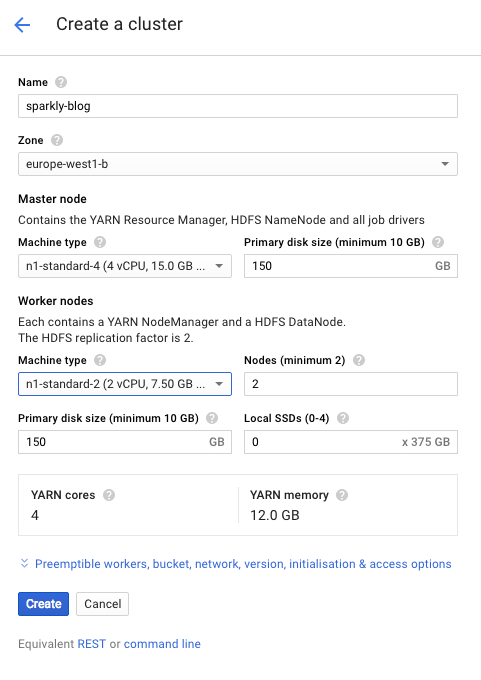 Create a cluster
Name
sparkly-blog
Zone
europe-west1-b
Master node
Contains the YARN Resource Manager, HDFS NameNode and all job drivers
Machine type Primary disk size (minimum 10 GB)
n1-standard-4 (4 vCPU, 15.0 GB ... 150 GB
Worker nodes
Each contains a YARN NodeManager and a HDFS DataNode.
The HDFS replication factor is 2.
Machine type Nodes (minimum 2)
n1-standard-2 (2 vCPU, 7.50 GB ... 2
Primary disk size (minimum 10 GB) Local SSDs (0-4)
150 GB 0 x 375 GB
YARN cores YARN memory
4 12.0 GB
Preemptible workers, bucket, network, version, initialisation & access options
Create Cancel
Equivalent REST or command line